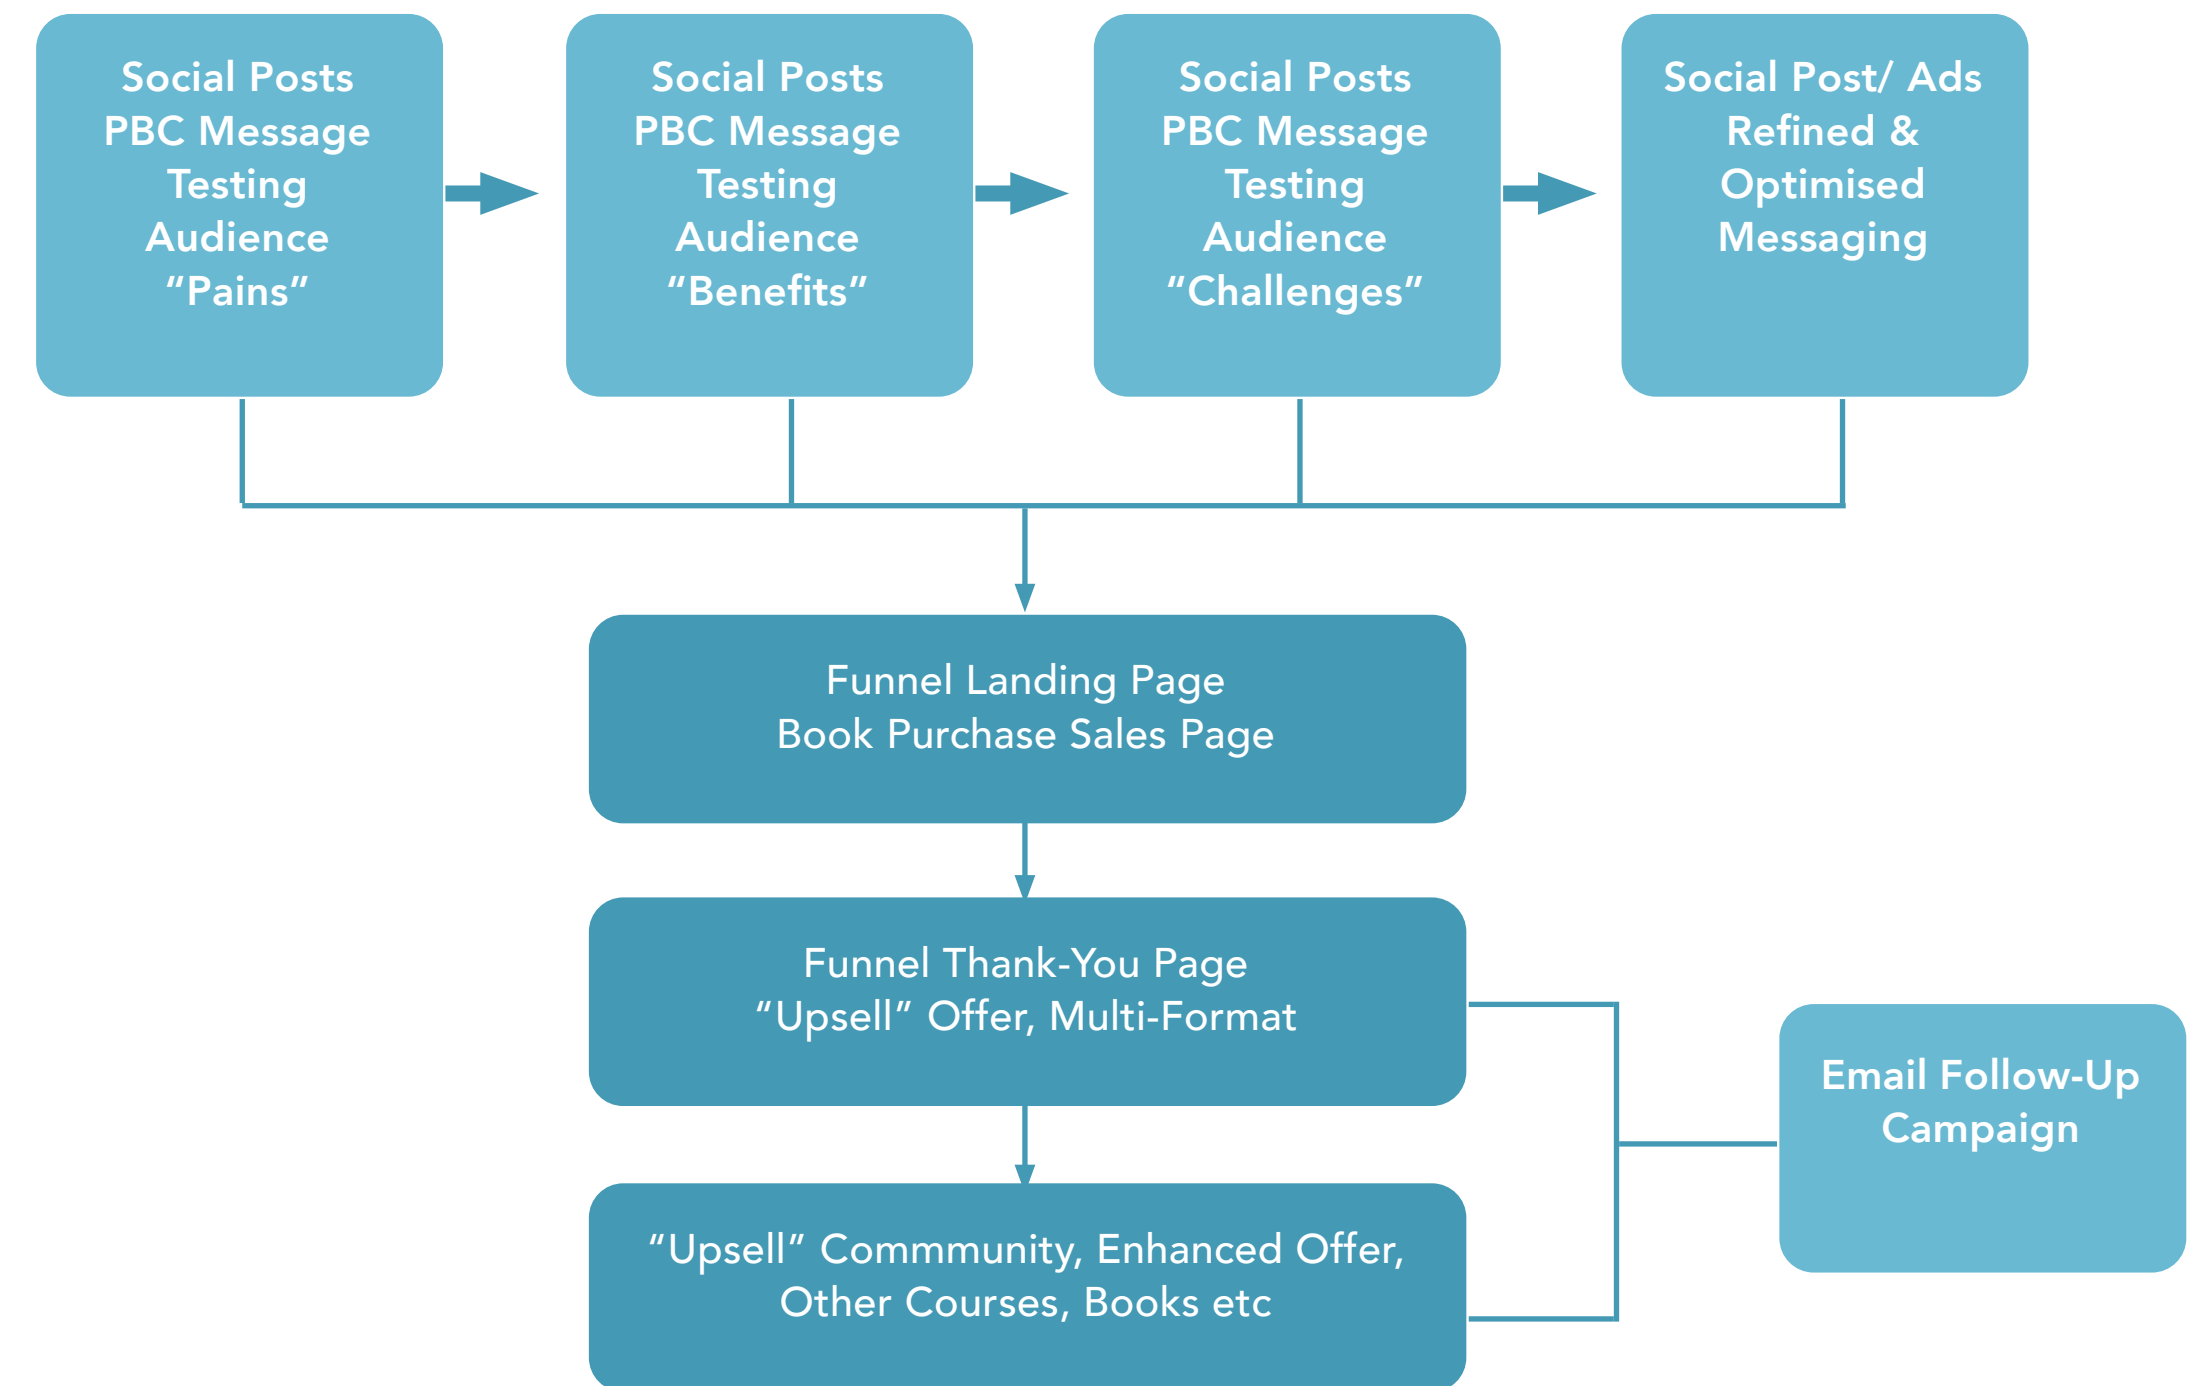 Social Posts
PBC Message
Testing
Audience
“Pains”
Social Posts
PBC Message
Testing
Audience
“Benefits”
Social Posts
PBC Message
Testing
Audience
“Challenges”
Social Post/ Ads
Refined &
Optimised
Messaging
Funnel Landing Page
Book Purchase Sales Page
Funnel Thank-You Page
“Upsell” Offer, Multi-Format
Email Follow-Up
Campaign
“Upsell” Commmunity, Enhanced Offer,
Other Courses, Books etc